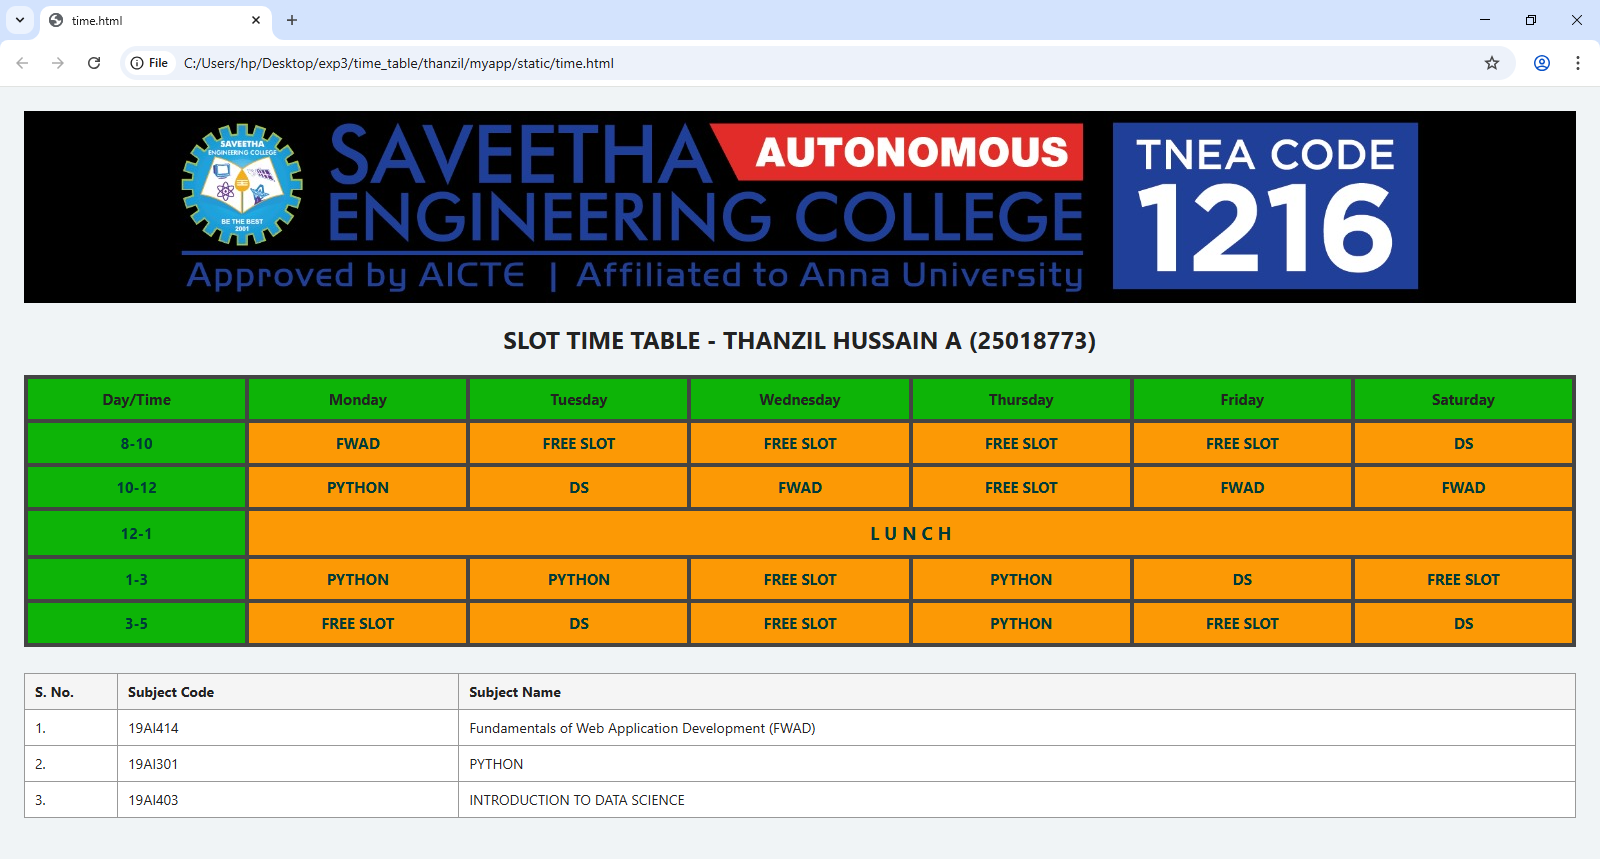 time.html
File C:/Users/hp/Desktop/exp3/time_table/thanzil/myapp/static/time.html
SAVEETHA
ENGINEERING COLLEGE
BE THE BEST
2001
SAVEETHA AUTONOMOUS
ENGINEERING COLLEGE
Approved by AICTE | Affiliated to Anna University
TNEA CODE
1216
SLOT TIME TABLE - THANZIL HUSSAIN A (25018773)
Day/Time Monday Tuesday Wednesday Thursday Friday Saturday
8-10 FWAD FREE SLOT FREE SLOT FREE SLOT FREE SLOT DS
10-12 PYTHON DS FWAD FREE SLOT FWAD FWAD
12-1 L U N C H
1-3 PYTHON PYTHON FREE SLOT PYTHON DS FREE SLOT
3-5 FREE SLOT DS FREE SLOT PYTHON FREE SLOT DS
S. No. Subject Code Subject Name
1. 19AI414 Fundamentals of Web Application Development (FWAD)
2. 19AI301 PYTHON
3. 19AI403 INTRODUCTION TO DATA SCIENCE